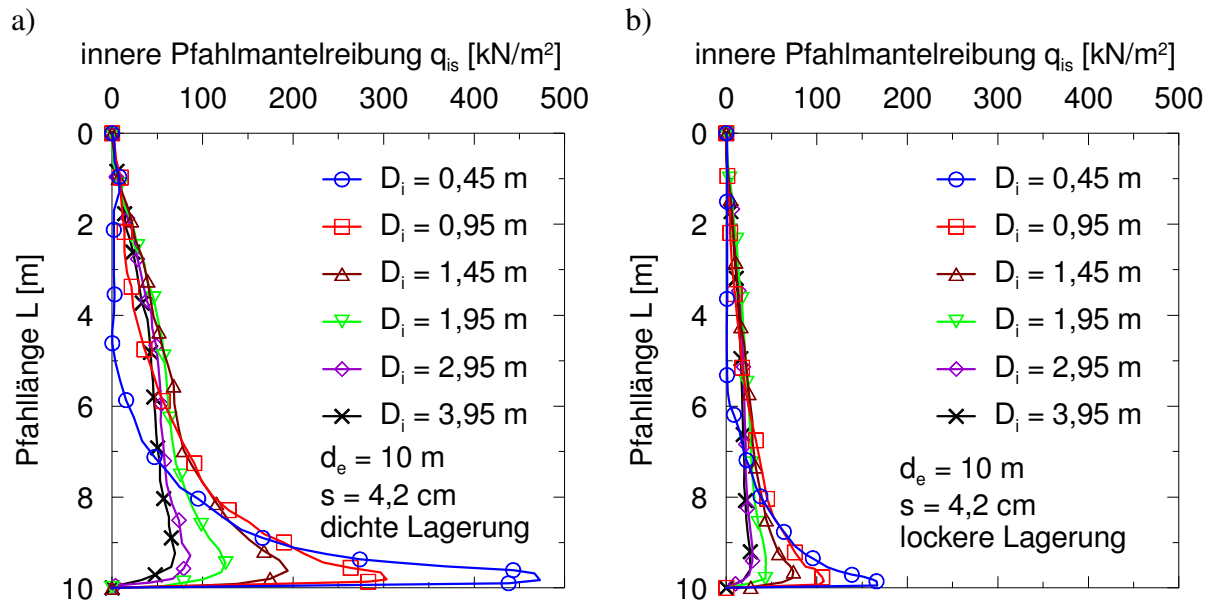 a)
innere Pfahlmantelreibung q_is [kN/m²]
0 100 200 300 400 500
Pfahllänge L [m]
0
2
4
6
8
10
D_i = 0,45 m
D_i = 0,95 m
D_i = 1,45 m
D_i = 1,95 m
D_i = 2,95 m
D_i = 3,95 m
d_e = 10 m
s = 4,2 cm
dichte Lagerung
b)
innere Pfahlmantelreibung q_is [kN/m²]
0 100 200 300 400 500
Pfahllänge L [m]
0
2
4
6
8
10
D_i = 0,45 m
D_i = 0,95 m
D_i = 1,45 m
D_i = 1,95 m
D_i = 2,95 m
D_i = 3,95 m
d_e = 10 m
s = 4,2 cm
lockere Lagerung